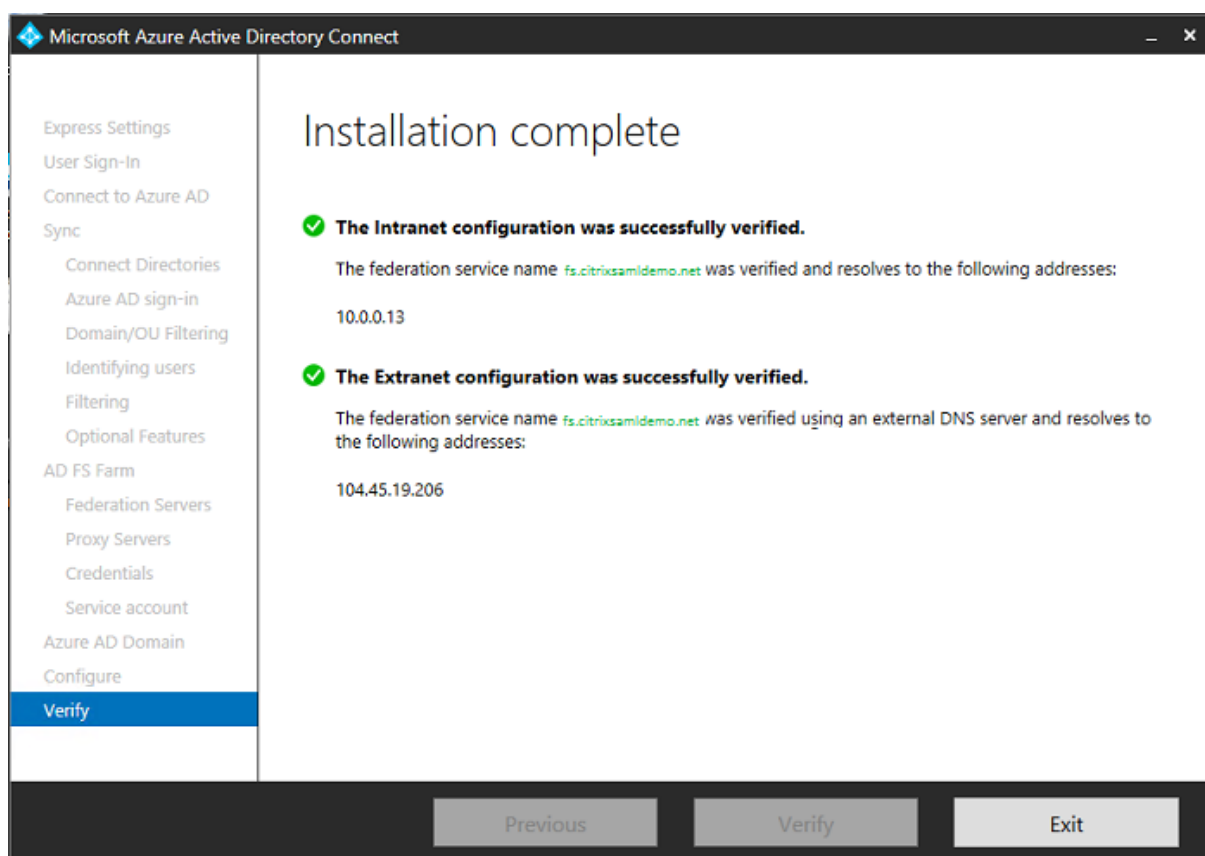 Microsoft Azure Active Directory Connect
Express Settings
User Sign-In
Connect to Azure AD
Sync
Connect Directories
Azure AD sign-in
Domain/OU Filtering
Identifying users
Filtering
Optional Features
AD FS Farm
Federation Servers
Proxy Servers
Credentials
Service account
Azure AD Domain
Configure
Verify
Installation complete
The Intranet configuration was successfully verified.
The federation service name fs.citrixsamldemo.net was verified and resolves to the following addresses:
10.0.0.13
The Extranet configuration was successfully verified.
The federation service name fs.citrixsamldemo.net was verified using an external DNS server and resolves to
the following addresses:
104.45.19.206
Previous
Verify
Exit